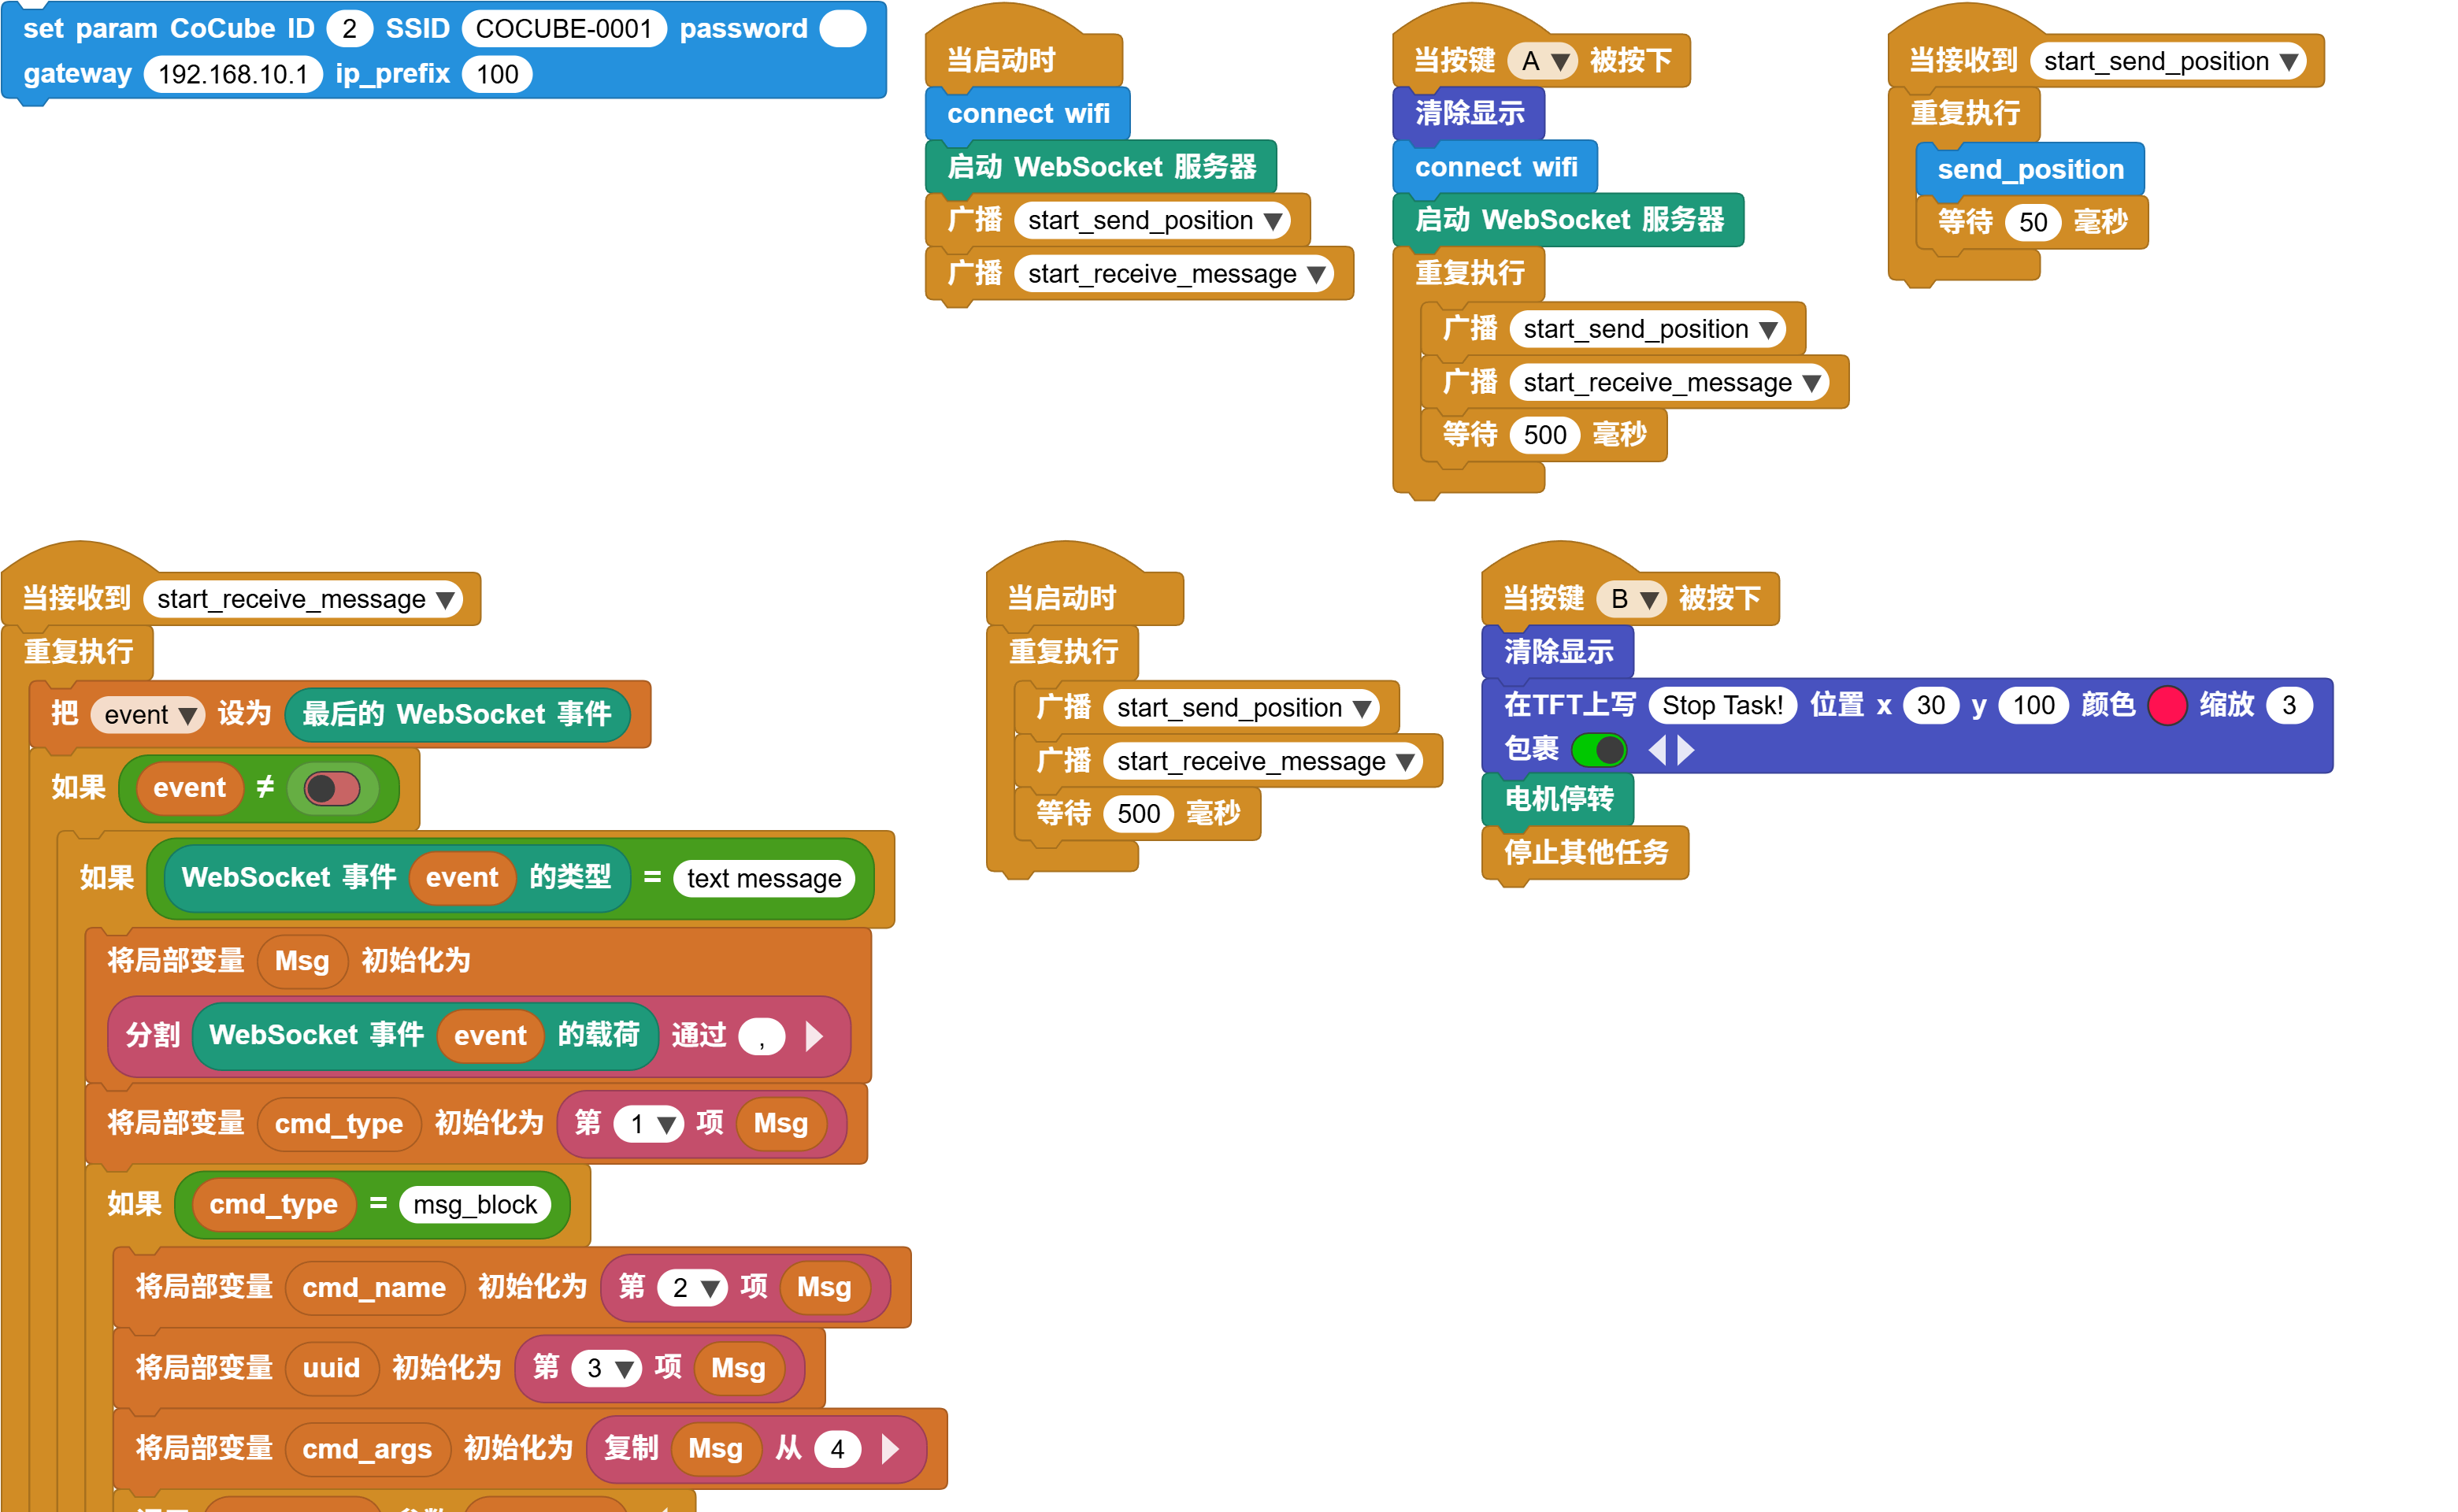 set param CoCube ID 2 SSID COCUBE-0001 password
gateway 192.168.10.1 ip_prefix 100
当启动时
connect wifi
启动 WebSocket 服务器
广播 start_send_position
广播 start_receive_message
当按键 A 被按下
清除显示
connect wifi
启动 WebSocket 服务器
重复执行
广播 start_send_position
广播 start_receive_message
等待 500 毫秒
当接收到 start_send_position
重复执行
send_position
等待 50 毫秒
当接收到 start_receive_message
重复执行
把 event 设为 最后的 WebSocket 事件
如果 event ≠
如果 WebSocket 事件 event 的类型 = text message
将局部变量 Msg 初始化为
分割 WebSocket 事件 event 的载荷 通过 ,
将局部变量 cmd_type 初始化为 第 1 项 Msg
如果 cmd_type = msg_block
将局部变量 cmd_name 初始化为 第 2 项 Msg
将局部变量 uuid 初始化为 第 3 项 Msg
将局部变量 cmd_args 初始化为 复制 Msg 从 4
当启动时
重复执行
广播 start_send_position
广播 start_receive_message
等待 500 毫秒
当按键 B 被按下
清除显示
在TFT上写 Stop Task! 位置 x 30 y 100 颜色 缩放 3
包裹
电机停转
停止其他任务